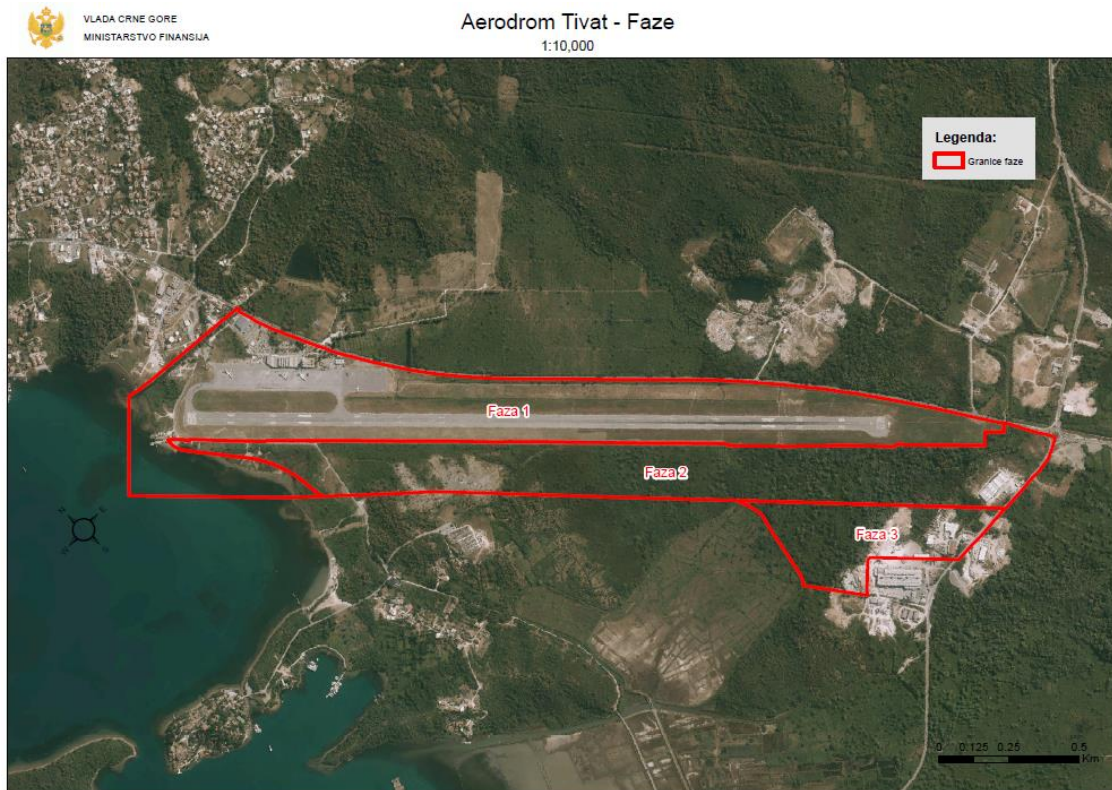 VLADA CRNE GORE
MINISTARSTVO FINANSIJA
Aerodrom Tivat - Faze
1:10,000
Legenda:
Granice faze
Faza 1
Faza 2
Faza 3
0 0.125 0.25 0.5
Km